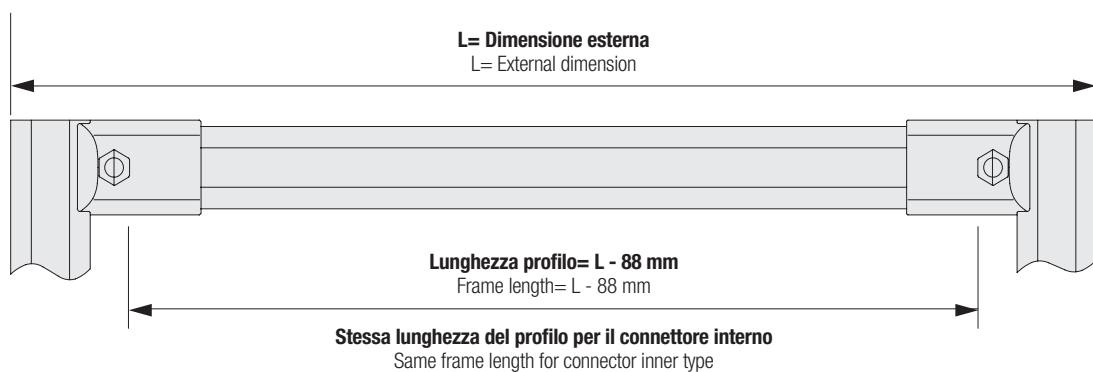 L= Dimensione esterna
L= External dimension
Lunghezza profilo= L - 88 mm
Frame length= L - 88 mm
Stessa lunghezza del profilo per il connettore interno
Same frame length for connector inner type